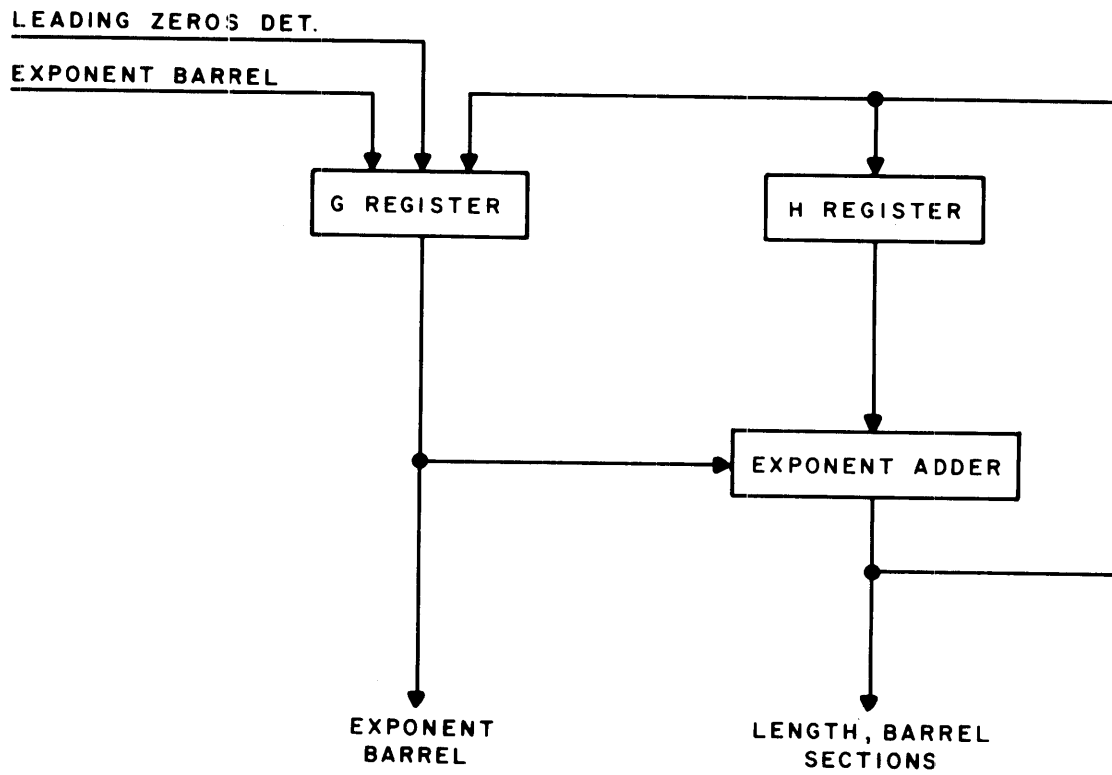 LEADING ZEROS DET.
EXPONENT BARREL
G REGISTER
H REGISTER
EXPONENT ADDER
EXPONENT
BARREL
LENGTH, BARREL
SECTIONS